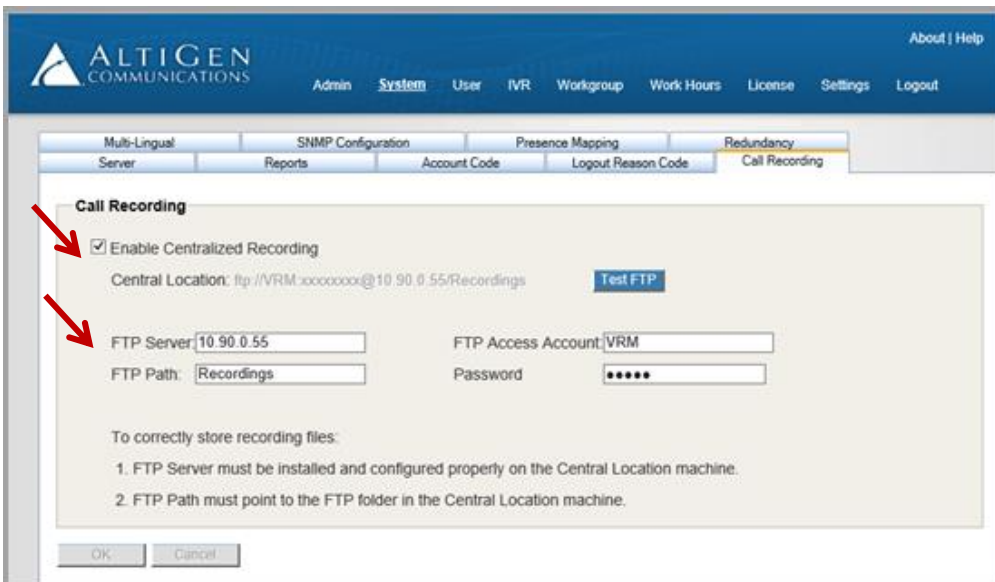 About | Help
ALTIGEN
COMMUNICATIONS
Admin System User IVR Workgroup Work Hours License Settings Logout
Multi-Lingual SNMP Configuration Presence Mapping Redundancy
Server Reports Account Code Logout Reason Code Call Recording
Call Recording
Enable Centralized Recording
Central Location: ftp://VRM:xxxxxxxx@10.90.0.55/Recordings Test FTP
FTP Server: 10.90.0.55 FTP Access Account: VRM
FTP Path: Recordings Password •••••
To correctly store recording files:
1. FTP Server must be installed and configured properly on the Central Location machine.
2. FTP Path must point to the FTP folder in the Central Location machine.
OK Cancel